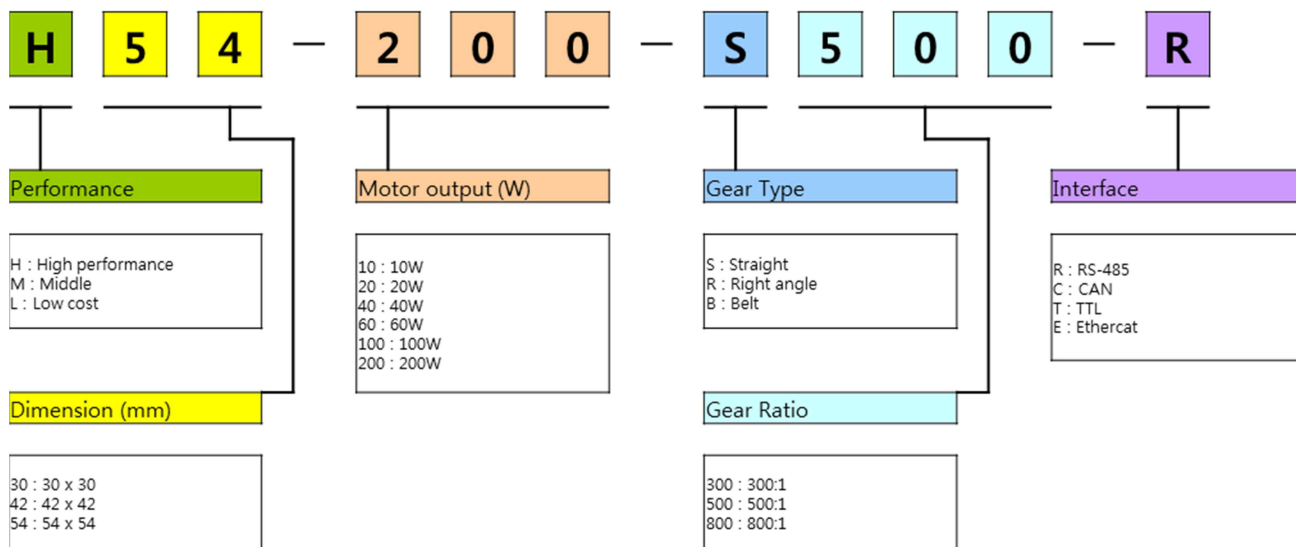 H 5 4 — 2 0 0 — S 5 0 0 — R
Performance
Motor output (W)
Gear Type
Interface
H : High performance
M : Middle
L : Low cost
10 : 10W
20 : 20W
40 : 40W
60 : 60W
100 : 100W
200 : 200W
S : Straight
R : Right angle
B : Belt
R : RS-485
C : CAN
T : TTL
E : Ethercat
Dimension (mm)
Gear Ratio
30 : 30 x 30
42 : 42 x 42
54 : 54 x 54
300 : 300:1
500 : 500:1
800 : 800:1